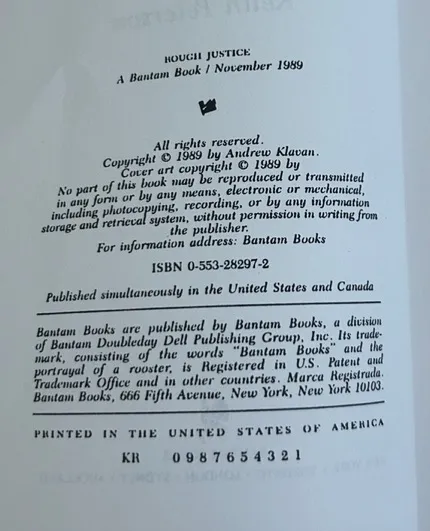 ROUGH JUSTICE
A Bantam Book / November 1989
All rights reserved.
Copyright © 1989 by Andrew Klavan.
Cover art copyright © 1989 by
No part of this book may be reproduced or transmitted
in any form or by any means, electronic or mechanical,
including photocopying, recording, or by any information
storage and retrieval system, without permission in writing from
the publisher.
For information address: Bantam Books
ISBN 0-553-28297-2
Published simultaneously in the United States and Canada
Bantam Books are published by Bantam Books, a division
of Bantam Doubleday Dell Publishing Group, Inc. Its trade-
mark, consisting of the words "Bantam Books" and the
portrayal of a rooster, is Registered in U.S. Patent and
Trademark Office and in other countries. Marca Registrada.
Bantam Books, 666 Fifth Avenue, New York, New York 10103.
PRINTED IN THE UNITED STATES OF AMERICA
KR 0 9 8 7 6 5 4 3 2 1